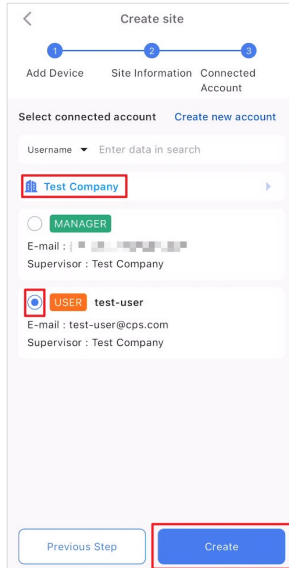 Create site
1 2 3
Add Device Site Information Connected
Account
Select connected account Create new account
Username Enter data in search
Test Company
MANAGER
E-mail :
Supervisor : Test Company
USER test-user
E-mail : test-user@cps.com
Supervisor : Test Company
Previous Step Create